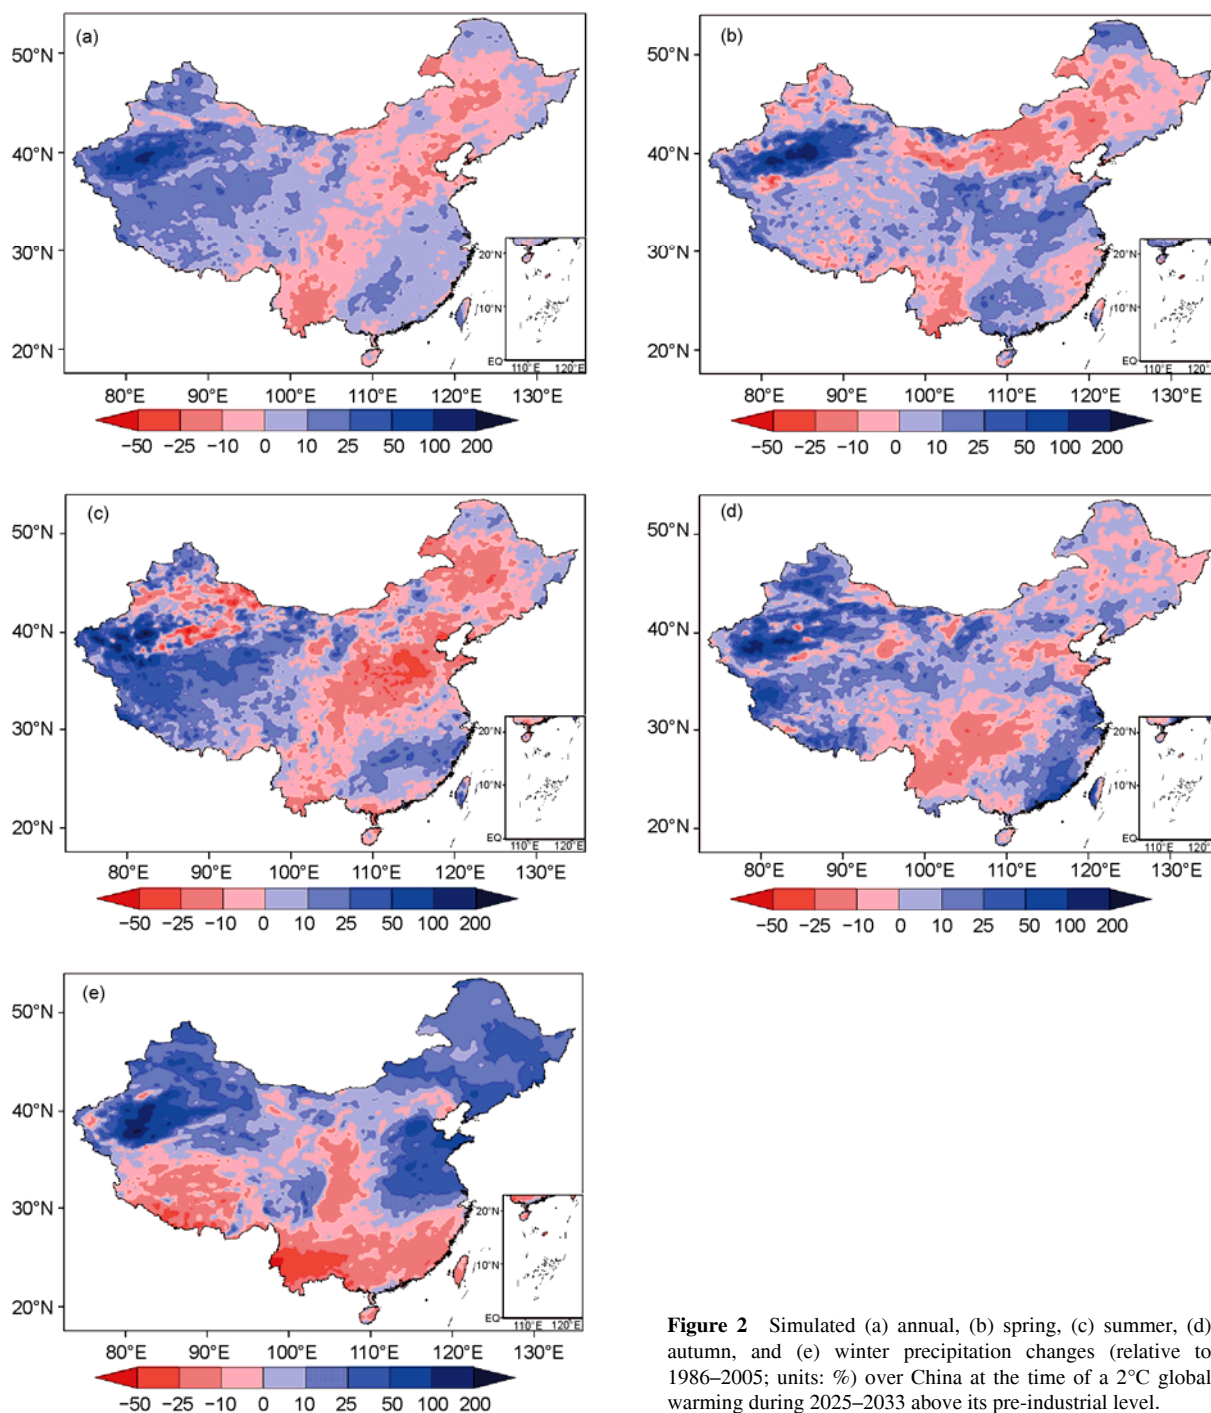 (a)
50°N
40°N
30°N
20°N
20°N
10°N
EQ
110°E 120°E
80°E 90°E 100°E 110°E 120°E 130°E
−50 −25 −10 0 10 25 50 100 200
(b)
50°N
40°N
30°N
20°N
20°N
10°N
EQ
110°E 120°E
80°E 90°E 100°E 110°E 120°E 130°E
−50 −25 −10 0 10 25 50 100 200
(c)
50°N
40°N
30°N
20°N
20°N
10°N
EQ
110°E 120°E
80°E 90°E 100°E 110°E 120°E 130°E
−50 −25 −10 0 10 25 50 100 200
(d)
50°N
40°N
30°N
20°N
20°N
10°N
EQ
110°E 120°E
80°E 90°E 100°E 110°E 120°E 130°E
−50 −25 −10 0 10 25 50 100 200
(e)
50°N
40°N
30°N
20°N
20°N
10°N
EQ
110°E 120°E
80°E 90°E 100°E 110°E 120°E 130°E
−50 −25 −10 0 10 25 50 100 200
Figure 2 Simulated (a) annual, (b) spring, (c) summer, (d)
autumn, and (e) winter precipitation changes (relative to
1986–2005; units: %) over China at the time of a 2°C global
warming during 2025–2033 above its pre-industrial level.